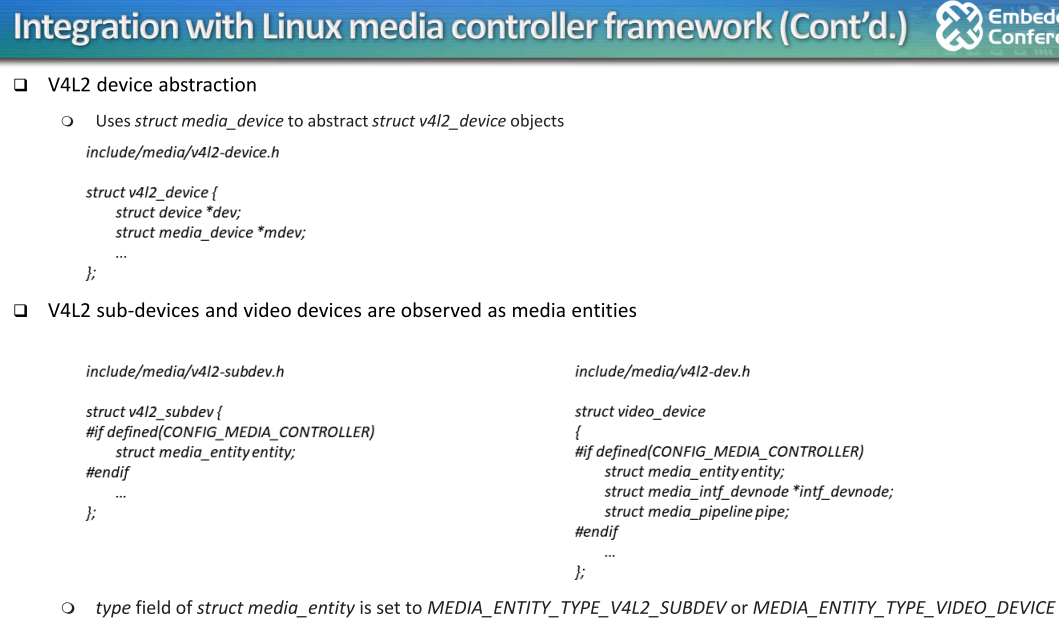 Integration with Linux media controller framework (Cont'd.)
Embedde
Confere
V4L2 device abstraction
Uses struct media_device to abstract struct v4l2_device objects
include/media/v4l2-device.h
struct v4l2_device {
struct device *dev;
struct media_device *mdev;
...
};
V4L2 sub-devices and video devices are observed as media entities
include/media/v4l2-subdev.h
struct v4l2_subdev {
#if defined(CONFIG_MEDIA_CONTROLLER)
struct media_entity entity;
#endif
...
};
include/media/v4l2-dev.h
struct video_device
{
#if defined(CONFIG_MEDIA_CONTROLLER)
struct media_entity entity;
struct media_intf_devnode *intf_devnode;
struct media_pipeline pipe;
#endif
...
};
type field of struct media_entity is set to MEDIA_ENTITY_TYPE_V4L2_SUBDEV or MEDIA_ENTITY_TYPE_VIDEO_DEVICE